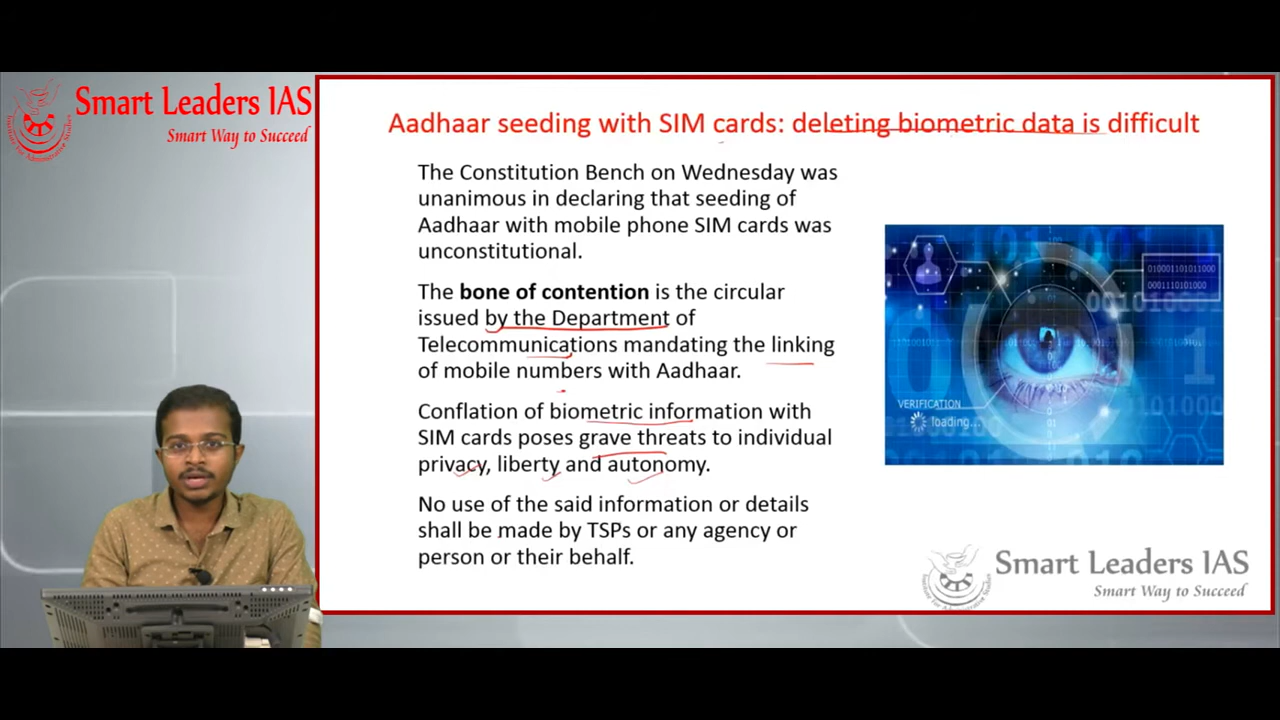 Smart Leaders IAS
Smart Way to Succeed
Aadhaar seeding with SIM cards: deleting biometric data is difficult
The Constitution Bench on Wednesday was
unanimous in declaring that seeding of
Aadhaar with mobile phone SIM cards was
unconstitutional.
The bone of contention is the circular
issued by the Department of
Telecommunications mandating the linking
of mobile numbers with Aadhaar.
Conflation of biometric information with
SIM cards poses grave threats to individual
privacy, liberty and autonomy.
No use of the said information or details
shall be made by TSPs or any agency or
person or their behalf.
010001101011000
0001110101
VERIFICATION
loading...
Smart Leaders IAS
Smart Way to Succeed